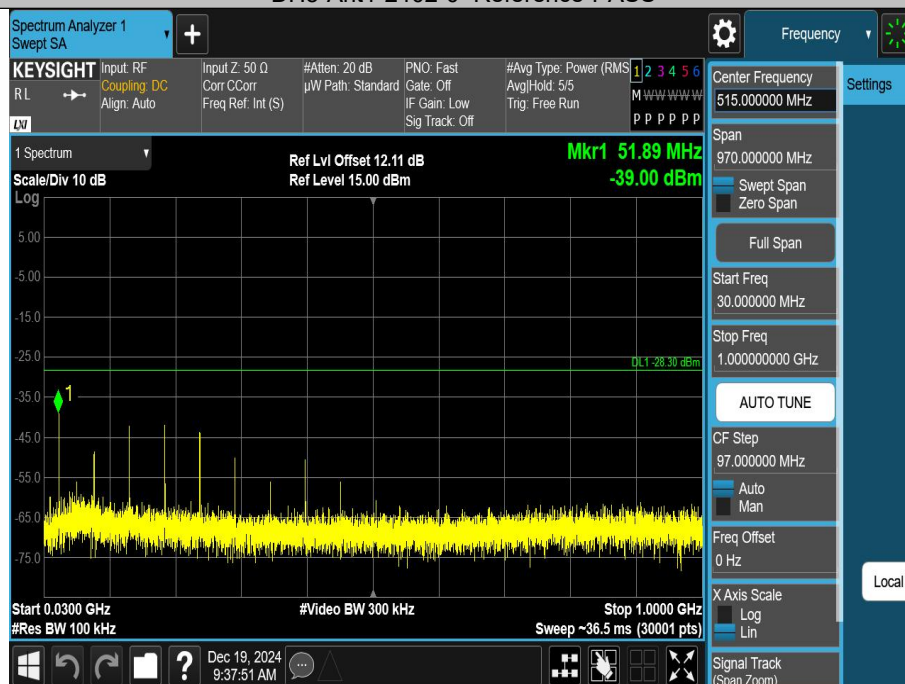 Spectrum Analyzer 1
Swept SA
Frequency
KEYSIGHT
RL
LXI
Input: RF
Coupling: DC
Align: Auto
Input Z: 50 Ω
Corr CCorr
Freq Ref: Int (S)
#Atten: 20 dB
µW Path: Standard
PNO: Fast
Gate: Off
IF Gain: Low
Sig Track: Off
#Avg Type: Power (RMS
Avg|Hold: 5/5
Trig: Free Run
1 2 3 4 5 6
M W W W W W
P P P P P P
1 Spectrum
Scale/Div 10 dB
Log
Ref Lvl Offset 12.11 dB
Ref Level 15.00 dBm
Mkr1 51.89 MHz
-39.00 dBm
5.00
-5.00
-15.0
-25.0
DL1 -28.30 dBm
-35.0
1
-45.0
-55.0
-65.0
-75.0
Start 0.0300 GHz
#Res BW 100 kHz
#Video BW 300 kHz
Stop 1.0000 GHz
Sweep ~36.5 ms (30001 pts)
Dec 19, 2024
9:37:51 AM
Center Frequency
515.000000 MHz
Span
970.000000 MHz
Swept Span
Zero Span
Full Span
Start Freq
30.000000 MHz
Stop Freq
1.000000000 GHz
AUTO TUNE
CF Step
97.000000 MHz
Auto
Man
Freq Offset
0 Hz
X Axis Scale
Log
Lin
Signal Track
(Span Zoom)
Settings
Local